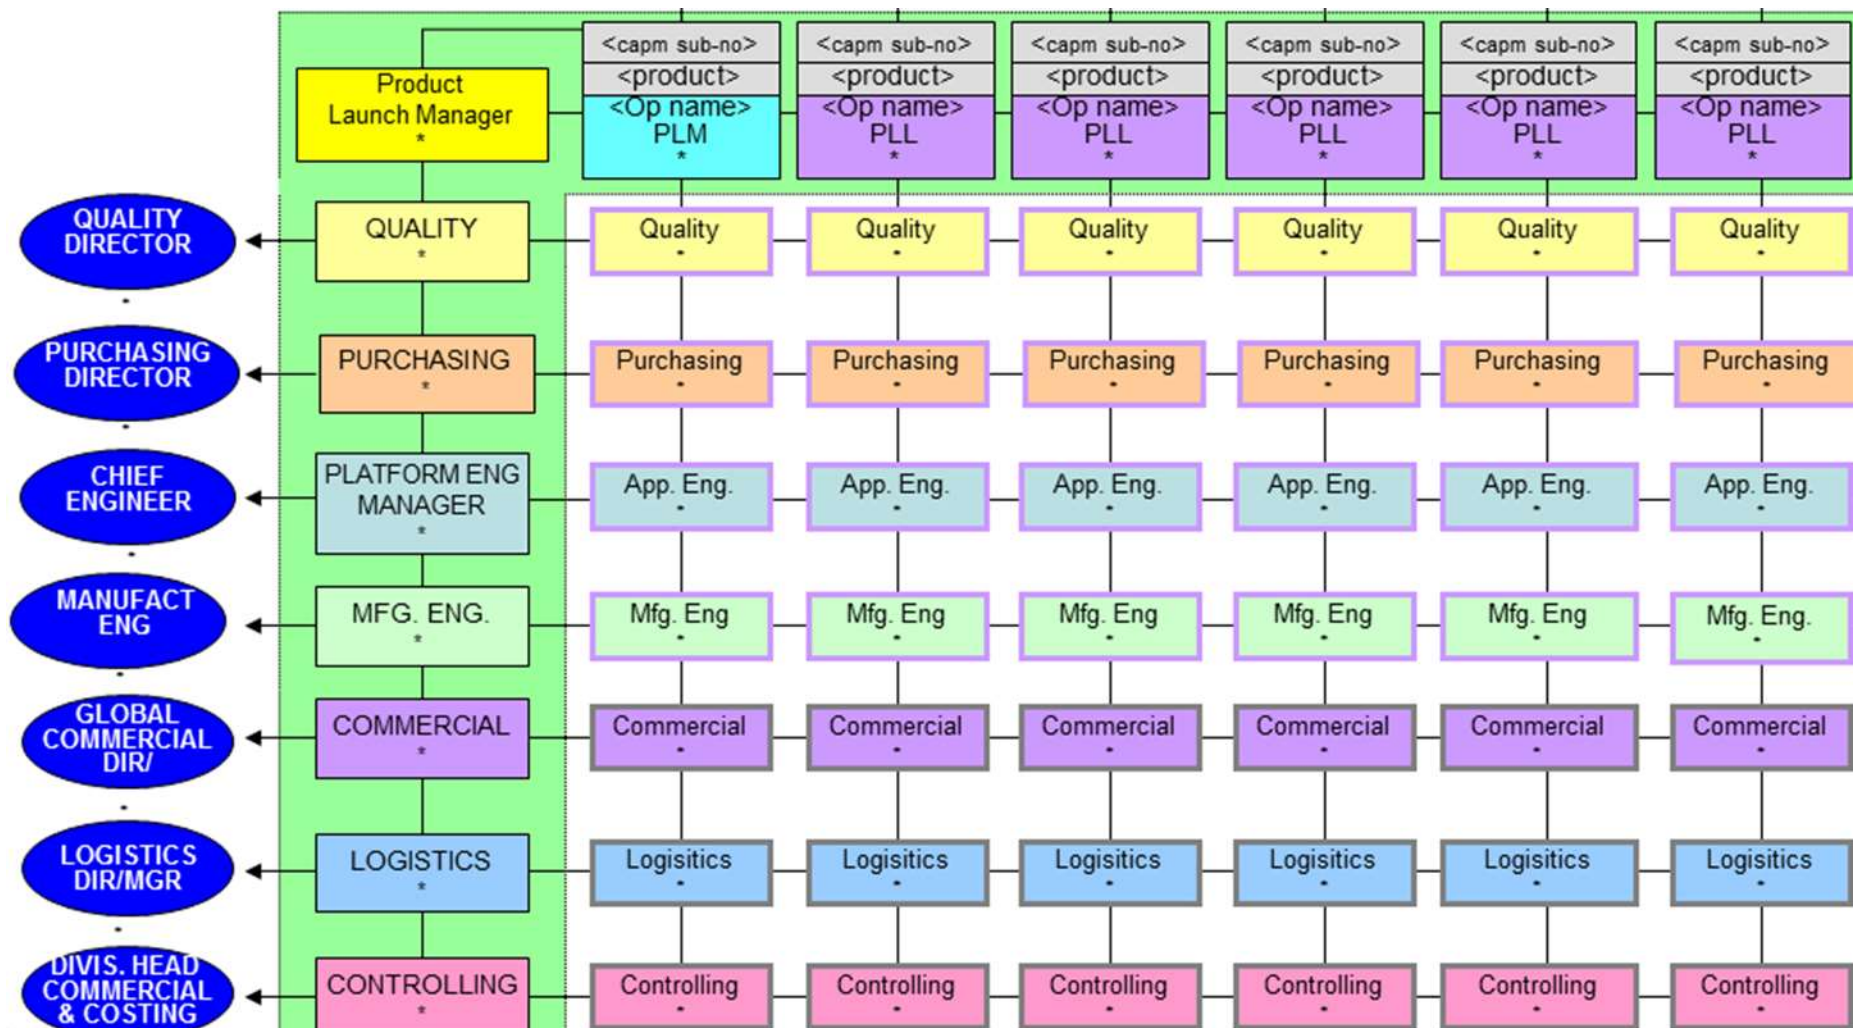 <capm sub-no> <capm sub-no> <capm sub-no> <capm sub-no> <capm sub-no> <capm sub-no>
<product> <product> <product> <product> <product> <product>
Product
Launch Manager
*
<Op name> <Op name> <Op name> <Op name> <Op name> <Op name>
PLM PLL PLL PLL PLL PLL
* * * * * *
QUALITY
DIRECTOR
QUALITY
*
Quality Quality Quality Quality Quality Quality
PURCHASING
DIRECTOR
PURCHASING
*
Purchasing Purchasing Purchasing Purchasing Purchasing Purchasing
CHIEF
ENGINEER
PLATFORM ENG
MANAGER
*
App. Eng. App. Eng. App. Eng. App. Eng. App. Eng. App. Eng.
MANUFACT
ENG
MFG. ENG.
*
Mfg. Eng Mfg. Eng Mfg. Eng Mfg. Eng Mfg. Eng Mfg. Eng.
GLOBAL
COMMERCIAL
DIR/
COMMERCIAL
*
Commercial Commercial Commercial Commercial Commercial Commercial
LOGISTICS
DIR/MGR
LOGISTICS
*
Logisitics Logisitics Logisitics Logisitics Logisitics Logisitics
DIVIS. HEAD
COMMERCIAL
& COSTING
CONTROLLING
*
Controlling Controlling Controlling Controlling Controlling Controlling